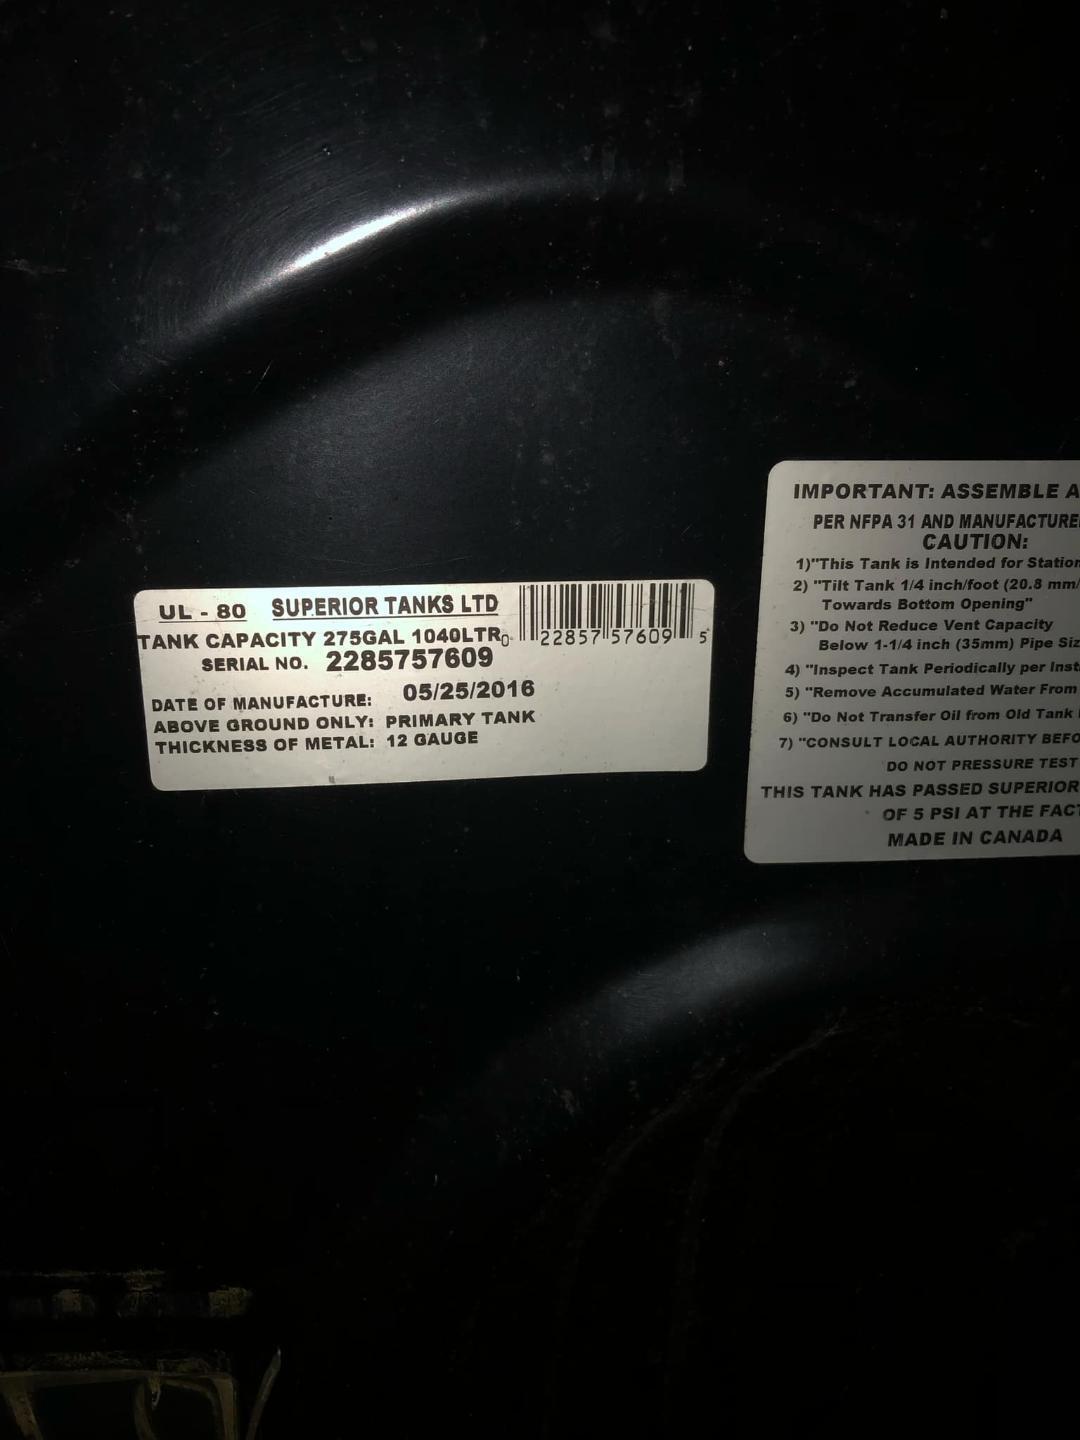 UL - 80 SUPERIOR TANKS LTD
TANK CAPACITY 275GAL 1040LTR
0 22857 57609 5
SERIAL NO. 2285757609
DATE OF MANUFACTURE: 05/25/2016
ABOVE GROUND ONLY: PRIMARY TANK
THICKNESS OF METAL: 12 GAUGE
IMPORTANT: ASSEMBLE A
PER NFPA 31 AND MANUFACTURE
CAUTION:
1)"This Tank is Intended for Station
2) "Tilt Tank 1/4 inch/foot (20.8 mm/
Towards Bottom Opening"
3) "Do Not Reduce Vent Capacity
Below 1-1/4 inch (35mm) Pipe Siz
4) "Inspect Tank Periodically per Inst
5) "Remove Accumulated Water From
6) "Do Not Transfer Oil from Old Tank
7) "CONSULT LOCAL AUTHORITY BEFO
DO NOT PRESSURE TEST
THIS TANK HAS PASSED SUPERIOR
OF 5 PSI AT THE FACT
MADE IN CANADA